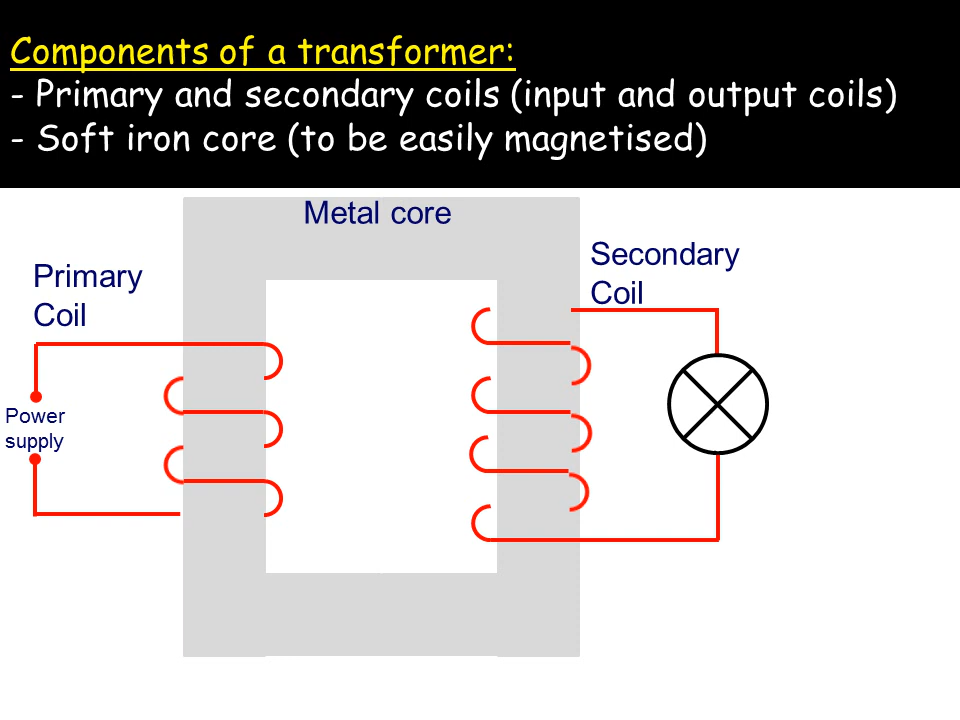 Components of a transformer:
- Primary and secondary coils (input and output coils)
- Soft iron core (to be easily magnetised)
Metal core
Secondary
Coil
Primary
Coil
Power
supply